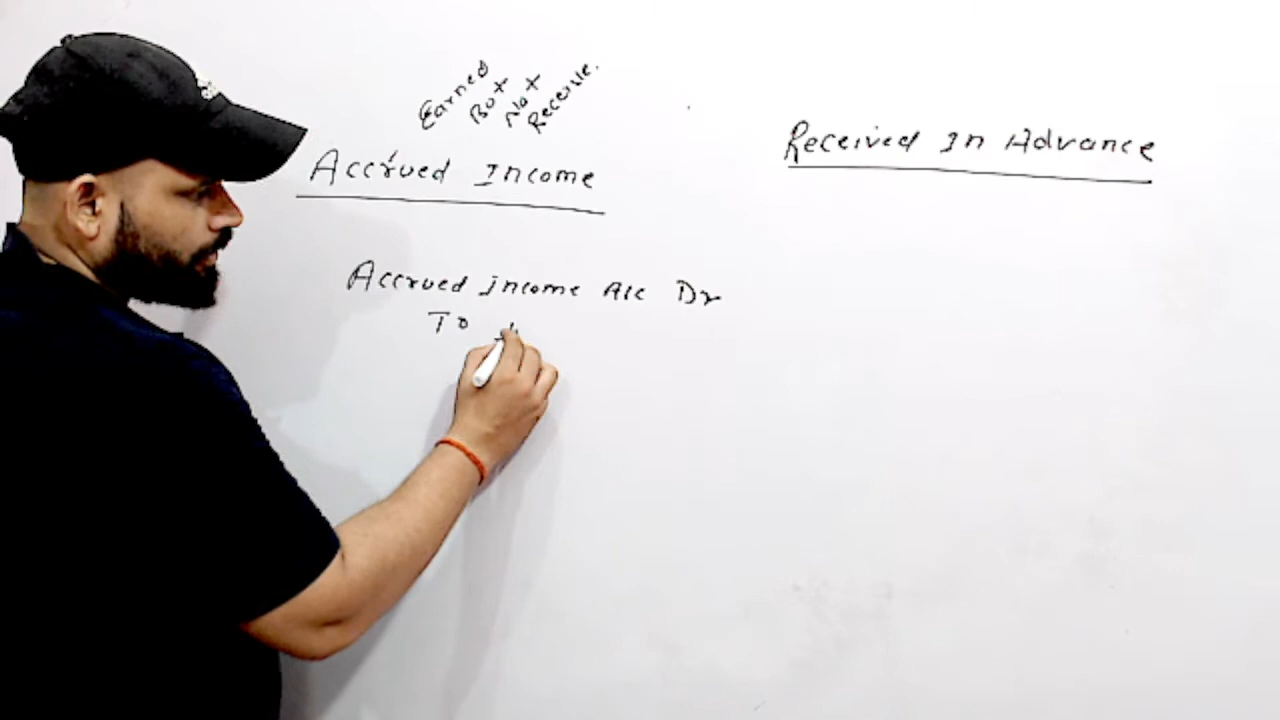 Earned
But
Not
Receive.
Accrued Income
Received In Advance
Accrued income A/c Dr
To